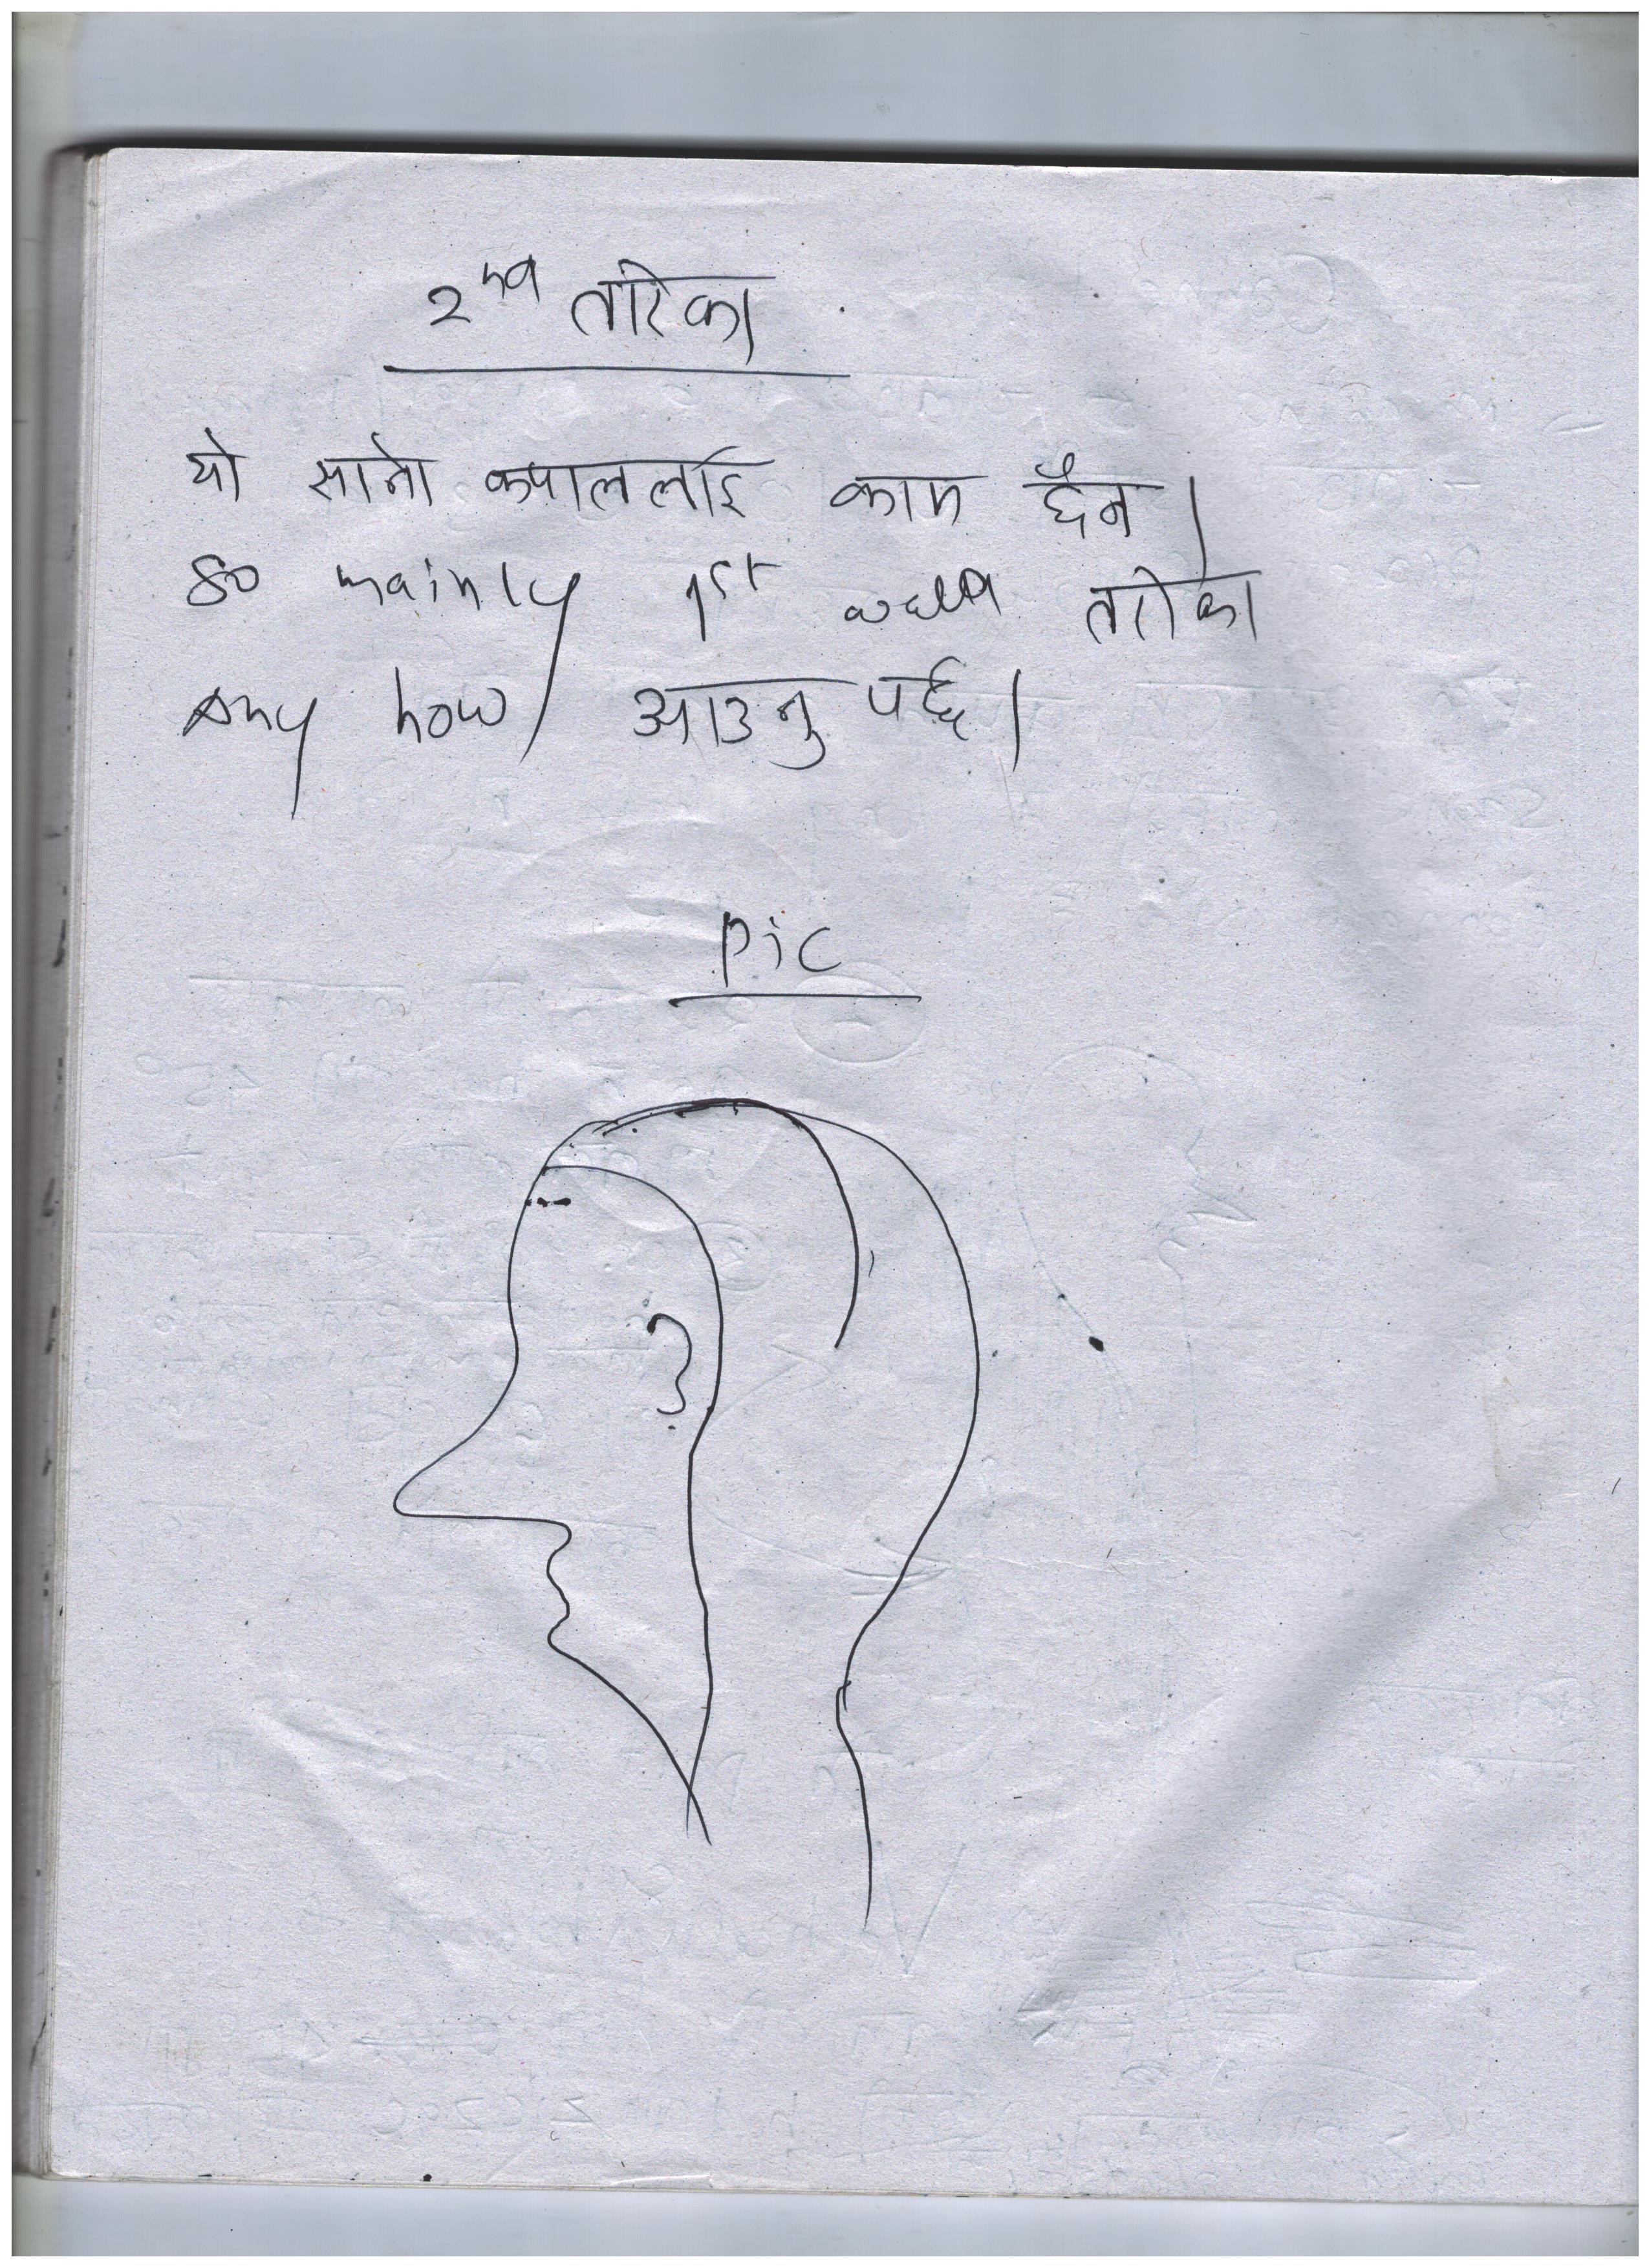 2nd तरिका
यो सानो कपाललाई काम छैन।
so mainly 1st तरीका
any how आउनु पर्छ।
pic